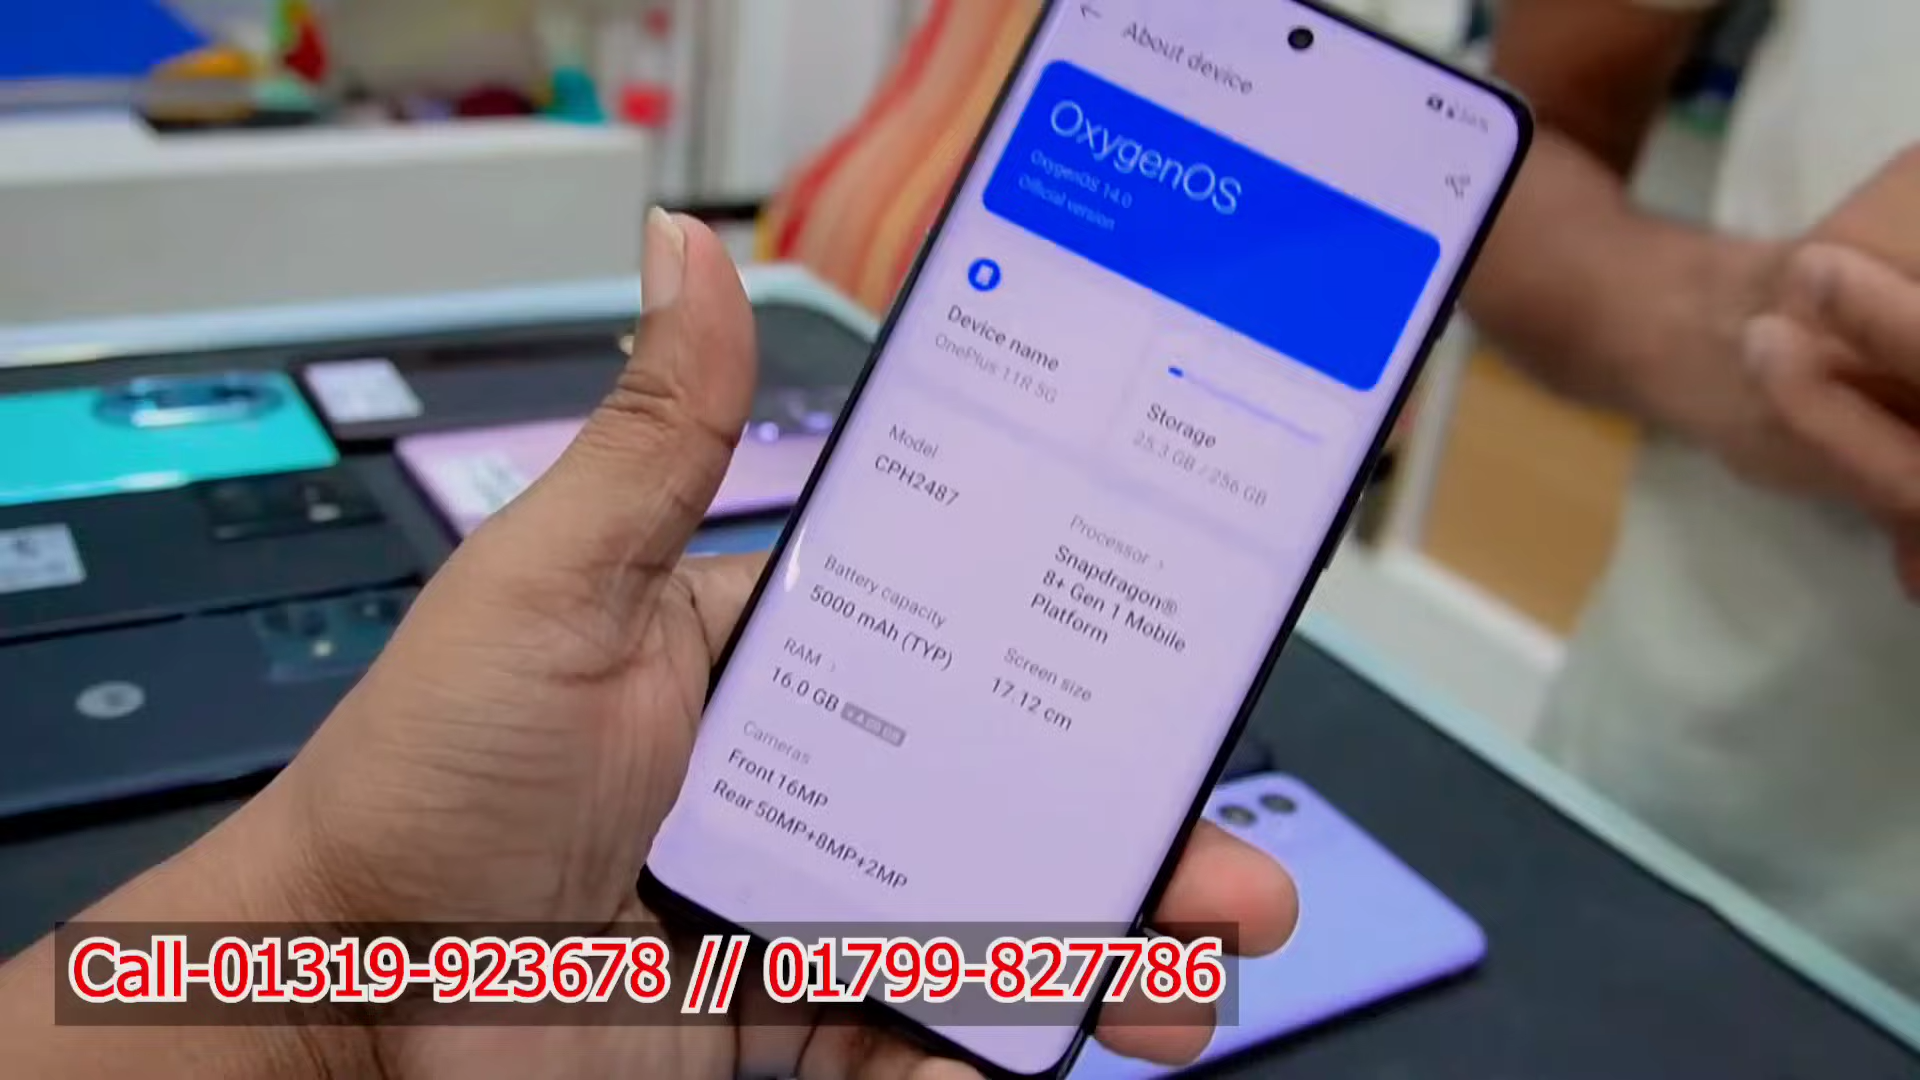 About device
OxygenOS
OxygenOS 14.0
Official version
Device name
OnePlus 11R 5G
Storage
25.3 GB / 256 GB
Model
CPH2487
Processor
Snapdragon®
8+ Gen 1 Mobile
Platform
Battery capacity
5000 mAh (TYP)
Screen size
17.12 cm
RAM
16.0 GB
Cameras
Front 16MP
Rear 50MP+8MP+2MP
Call-01319-923678 // 01799-827786